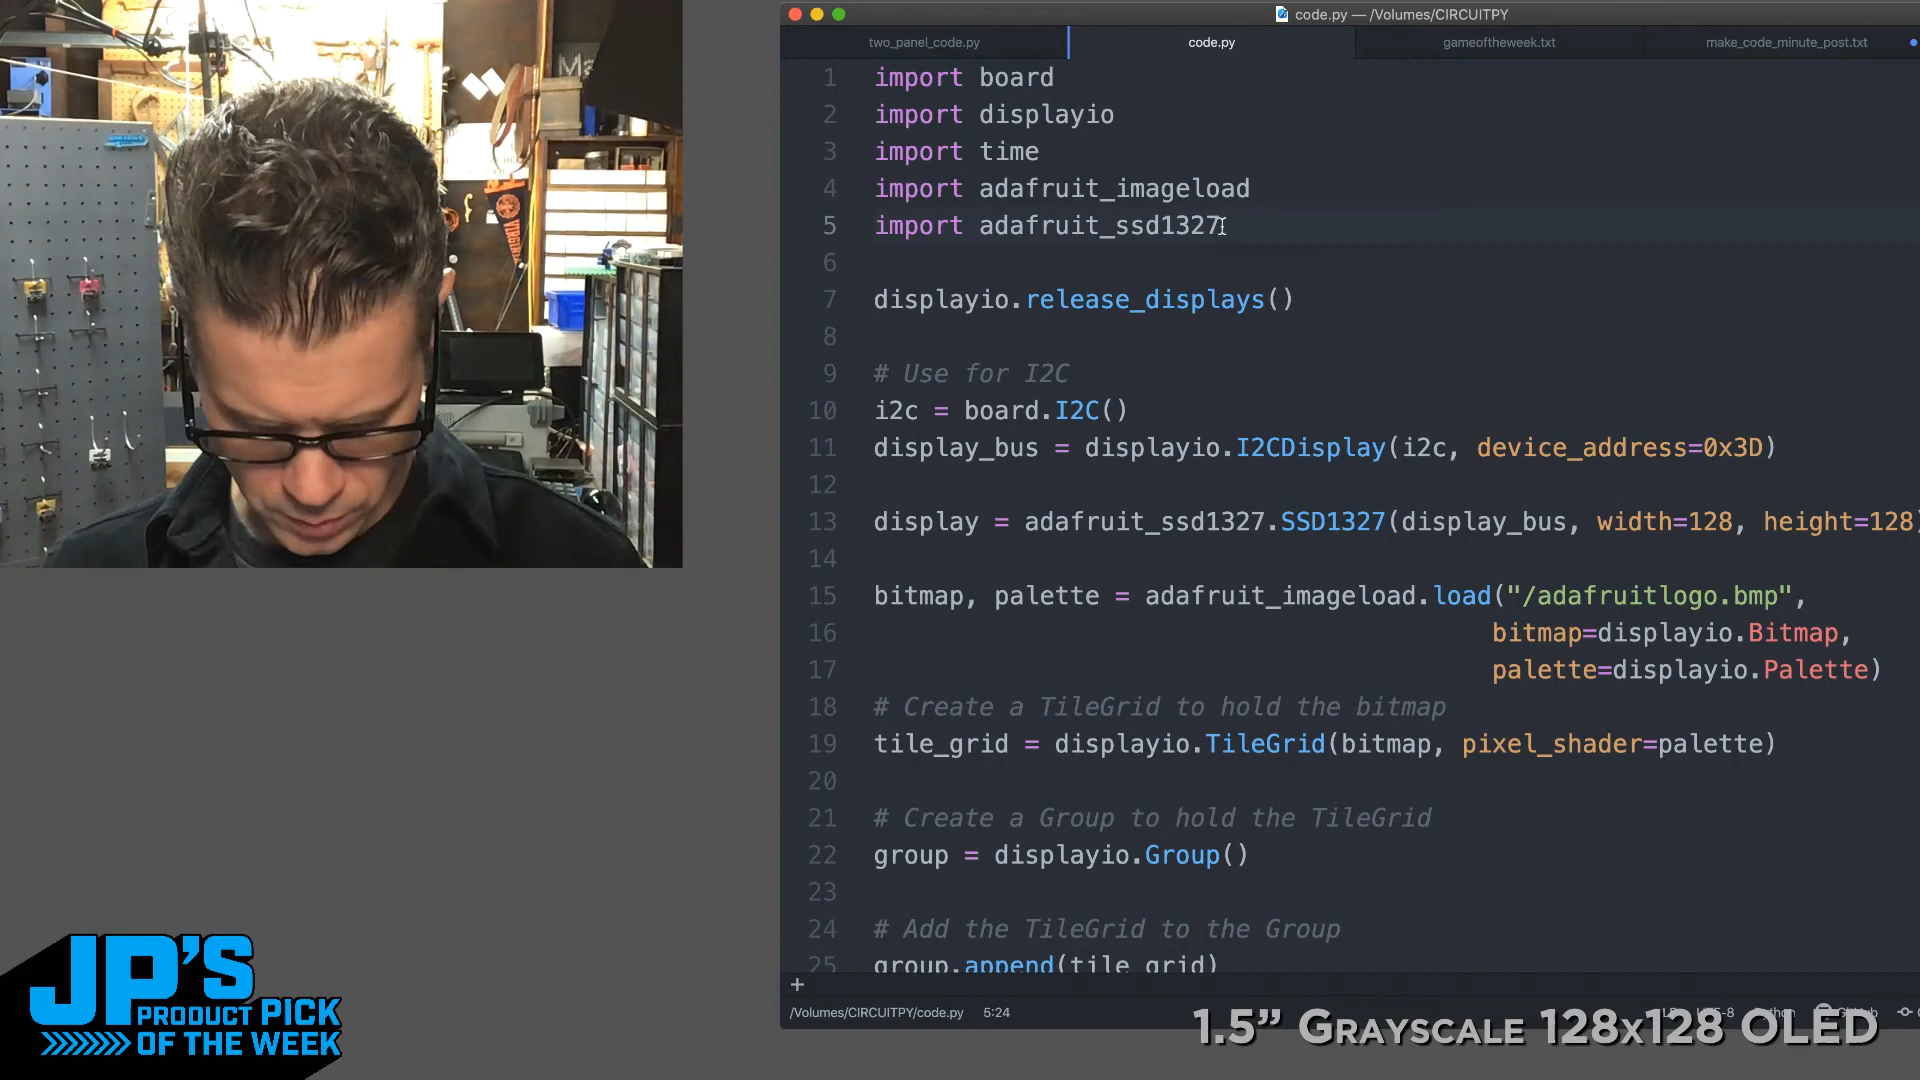 code.py — /Volumes/CIRCUITPY
two_panel_code.py
code.py
gameoftheweek.txt
make_code_minute_post.txt
1 import board
2 import displayio
3 import time
4 import adafruit_imageload
5 import adafruit_ssd1327
6
7 displayio.release_displays()
8
9 # Use for I2C
10 i2c = board.I2C()
11 display_bus = displayio.I2CDisplay(i2c, device_address=0x3D)
12
13 display = adafruit_ssd1327.SSD1327(display_bus, width=128, height=128)
14
15 bitmap, palette = adafruit_imageload.load("/adafruitlogo.bmp",
16 bitmap=displayio.Bitmap,
17 palette=displayio.Palette)
18 # Create a TileGrid to hold the bitmap
19 tile_grid = displayio.TileGrid(bitmap, pixel_shader=palette)
20
21 # Create a Group to hold the TileGrid
22 group = displayio.Group()
23
24 # Add the TileGrid to the Group
25 group.append(tile_grid)
+
/Volumes/CIRCUITPY/code.py 5:24
1.5” GRAYSCALE 128X128 OLED
VIRGINIA
JP'S
PRODUCT PICK
OF THE WEEK